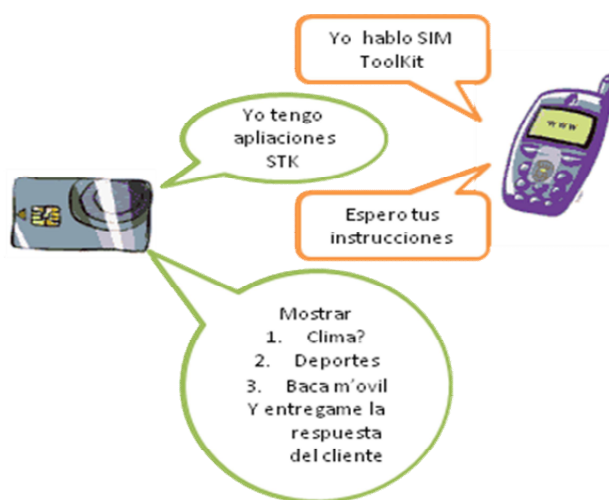 Yo hablo SIM
ToolKit
Yo tengo
apliaciones
STK
www
Espero tus
instrucciones
Mostrar
1. Clima?
2. Deportes
3. Baca m’ovil
Y entregame la
respuesta
del cliente